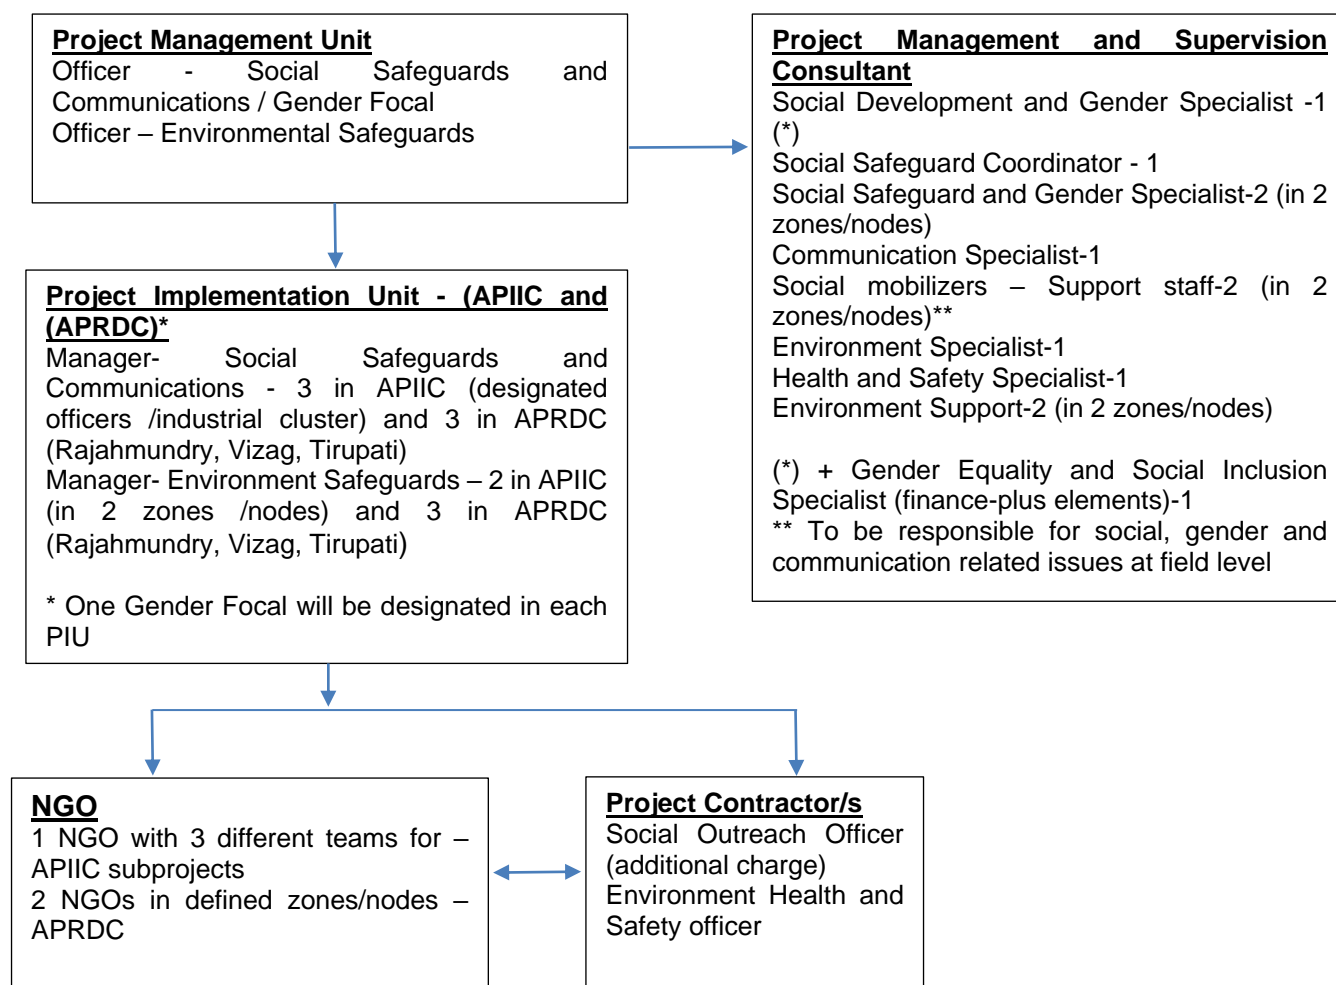 Project Management Unit
Officer - Social Safeguards and
Communications / Gender Focal
Officer – Environmental Safeguards
Project Management and Supervision
Consultant
Social Development and Gender Specialist -1
(*)
Social Safeguard Coordinator - 1
Social Safeguard and Gender Specialist-2 (in 2
zones/nodes)
Communication Specialist-1
Social mobilizers – Support staff-2 (in 2
zones/nodes)**
Environment Specialist-1
Health and Safety Specialist-1
Environment Support-2 (in 2 zones/nodes)
(*) + Gender Equality and Social Inclusion
Specialist (finance-plus elements)-1
** To be responsible for social, gender and
communication related issues at field level
Project Implementation Unit - (APIIC and
(APRDC)*
Manager- Social Safeguards and
Communications - 3 in APIIC (designated
officers /industrial cluster) and 3 in APRDC
(Rajahmundry, Vizag, Tirupati)
Manager- Environment Safeguards – 2 in APIIC
(in 2 zones /nodes) and 3 in APRDC
(Rajahmundry, Vizag, Tirupati)
* One Gender Focal will be designated in each
PIU
NGO
1 NGO with 3 different teams for –
APIIC subprojects
2 NGOs in defined zones/nodes –
APRDC
Project Contractor/s
Social Outreach Officer
(additional charge)
Environment Health and
Safety officer